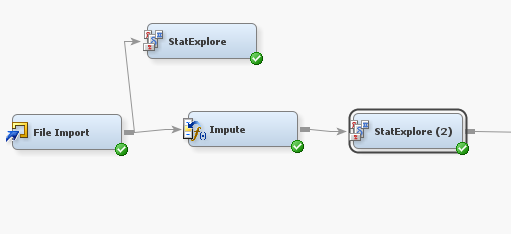 StatExplore
File Import
Impute
StatExplore (2)